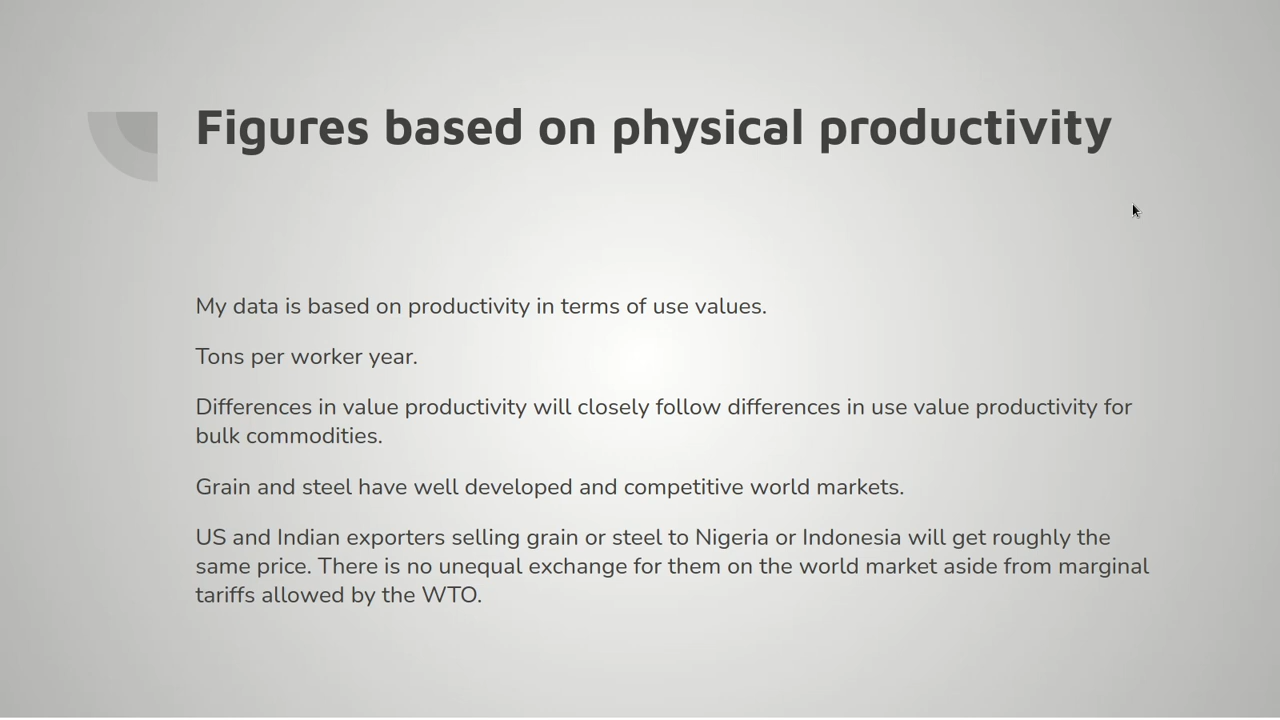 Figures based on physical productivity
My data is based on productivity in terms of use values.
Tons per worker year.
Differences in value productivity will closely follow differences in use value productivity for
bulk commodities.
Grain and steel have well developed and competitive world markets.
US and Indian exporters selling grain or steel to Nigeria or Indonesia will get roughly the
same price. There is no unequal exchange for them on the world market aside from marginal
tariffs allowed by the WTO.